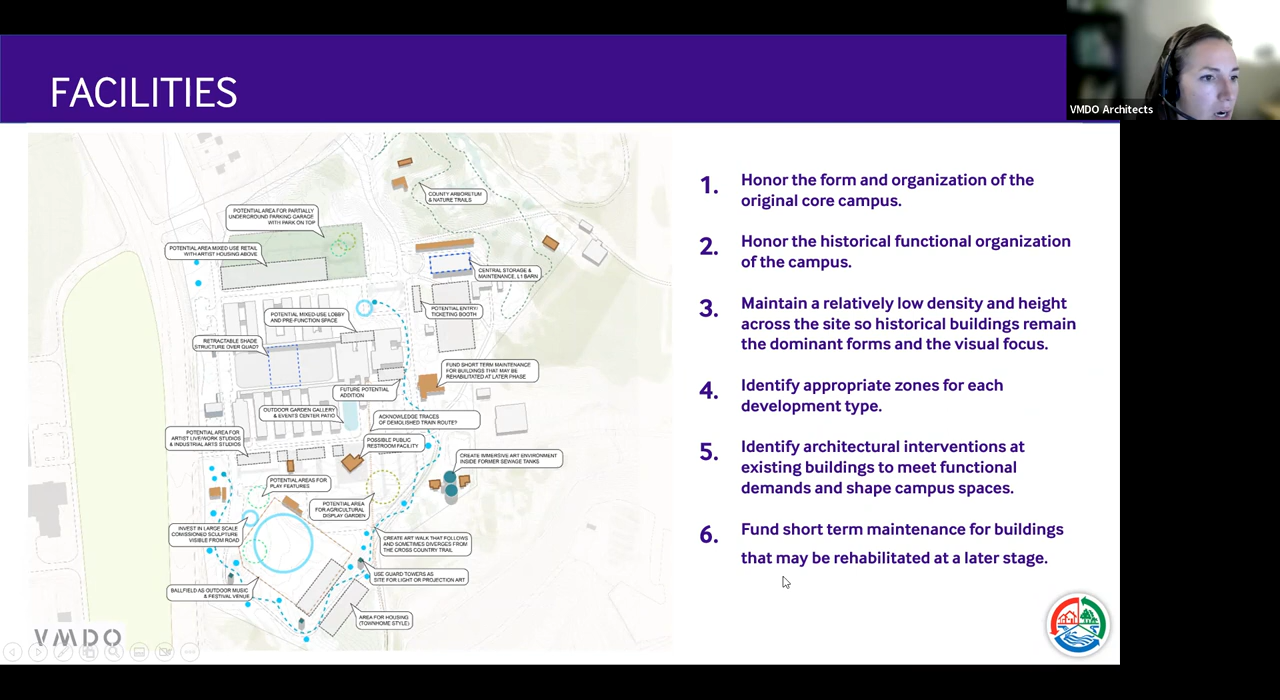 FACILITIES
VMDO Architects
COUNTY ARBORETUM
& NATURE TRAILS
POTENTIAL AREA FOR PARTIALLY
UNDERGROUND PARKING GARAGE
WITH PARK ON TOP
POTENTIAL AREA MIXED USE RETAIL
WITH ARTIST HOUSING ABOVE
CENTRAL STORAGE &
MAINTENANCE, L1 BARN
POTENTIAL ENTRY/
TICKETING BOOTH
POTENTIAL MIXED-USE LOBBY
AND PRE-FUNCTION SPACE
RETRACTABLE SHADE
STRUCTURE OVER QUAD?
FUND SHORT TERM MAINTENANCE
FOR BUILDINGS THAT MAY BE
REHABILITATED AT LATER PHASE
FUTURE POTENTIAL
ADDITION
OUTDOOR GARDEN GALLERY
& EVENTS CENTER PATIO
ACKNOWLEDGE TRACES
OF DEMOLISHED TRAIN ROUTE?
POTENTIAL AREA FOR
ARTIST LIVE/WORK STUDIOS
& INDUSTRIAL ARTS STUDIOS
POSSIBLE PUBLIC
RESTROOM FACILITY
CREATE IMMERSIVE ART ENVIRONMENT
INSIDE FORMER SEWAGE TANKS
POTENTIAL AREAS FOR
PLAY FEATURES
POTENTIAL AREA
FOR AGRICULTURAL
DISPLAY GARDEN
INVEST IN LARGE SCALE
COMISSIONED SCULPTURE
VISIBLE FROM ROAD
CREATE ART WALK THAT FOLLOWS
AND SOMETIMES DIVERGES FROM
THE CROSS COUNTRY TRAIL
USE GUARD TOWERS AS
SITE FOR LIGHT OR PROJECTION ART
BALLFIELD AS OUTDOOR MUSIC
& FESTIVAL VENUE
AREA FOR HOUSING
(TOWNHOME STYLE)
VMDO
1. Honor the form and organization of the
original core campus.
2. Honor the historical functional organization
of the campus.
3. Maintain a relatively low density and height
across the site so historical buildings remain
the dominant forms and the visual focus.
4. Identify appropriate zones for each
development type.
5. Identify architectural interventions at
existing buildings to meet functional
demands and shape campus spaces.
6. Fund short term maintenance for buildings
that may be rehabilitated at a later stage.